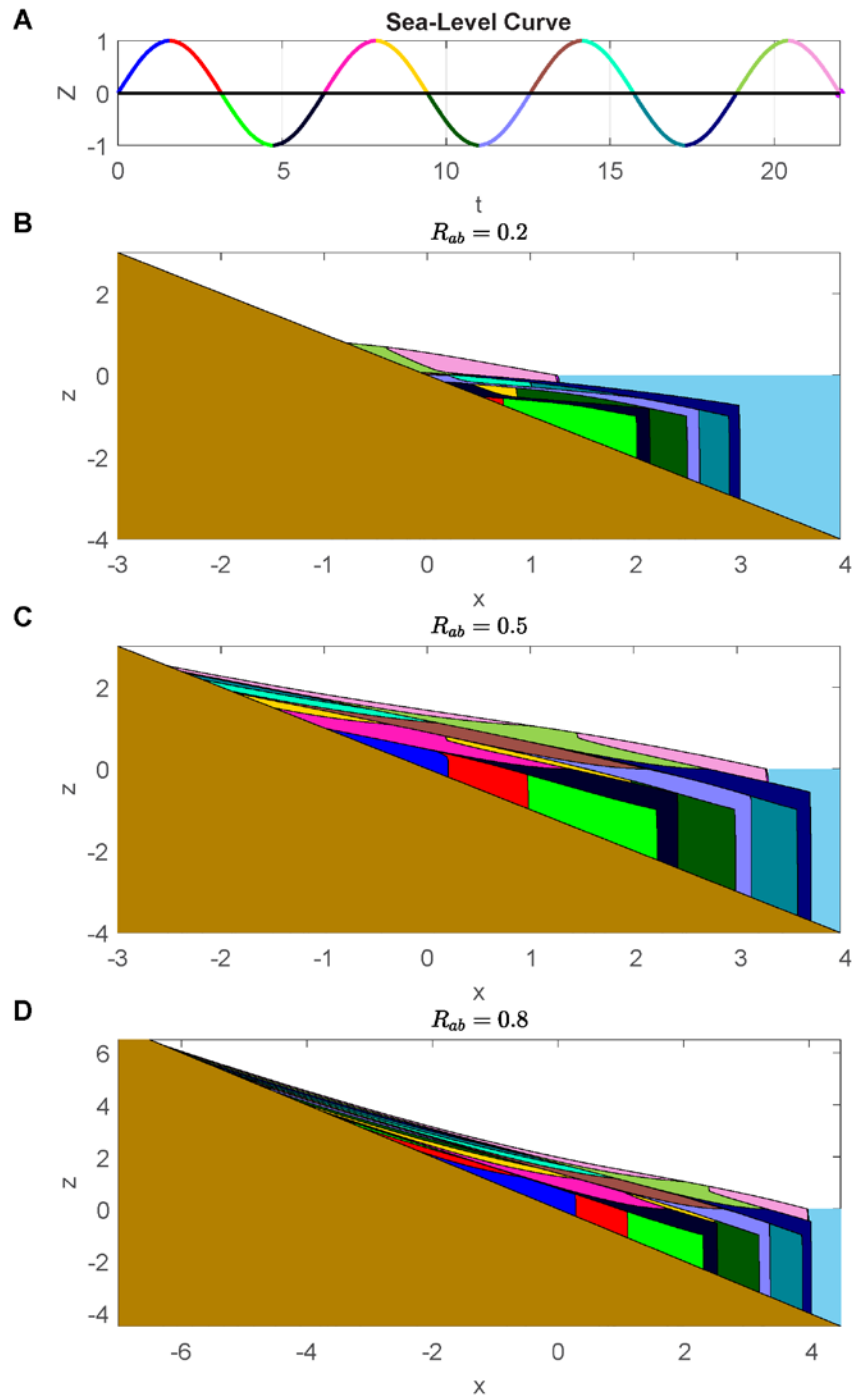 A
Sea-Level Curve
1
0
-1
Z
0 5 10 15 20
t
B
R_ab = 0.2
2
0
-2
-4
z
-3 -2 -1 0 1 2 3 4
x
C
R_ab = 0.5
2
0
-2
-4
z
-3 -2 -1 0 1 2 3 4
x
D
R_ab = 0.8
6
4
2
0
-2
-4
z
-6 -4 -2 0 2 4
x